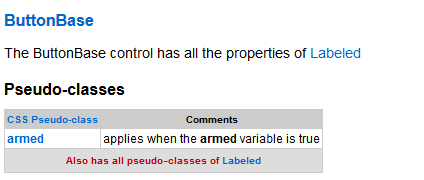 ButtonBase
The ButtonBase control has all the properties of Labeled
Pseudo-classes
CSS Pseudo-class Comments
armed applies when the armed variable is true
Also has all pseudo-classes of Labeled